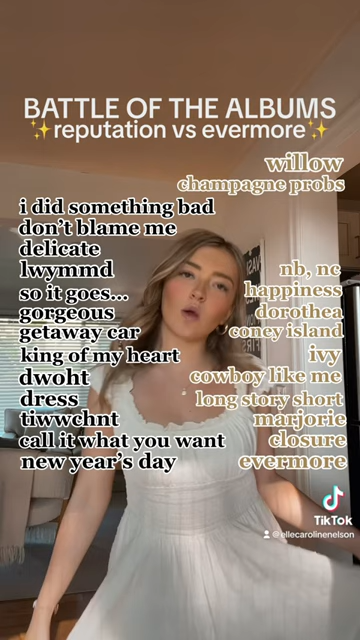 BATTLE OF THE ALBUMS
✨reputation vs evermore✨
willow
champagne probs
i did something bad
don't blame me
delicate
lwymmd
nb, nc
so it goes...
happiness
gorgeous
dorothea
getaway car
coney island
king of my heart
ivy
dwoht
cowboy like me
dress
long story short
tiwwchnt
marjorie
call it what you want
closure
new year's day
evermore
TikTok
@ellecarolinenelson